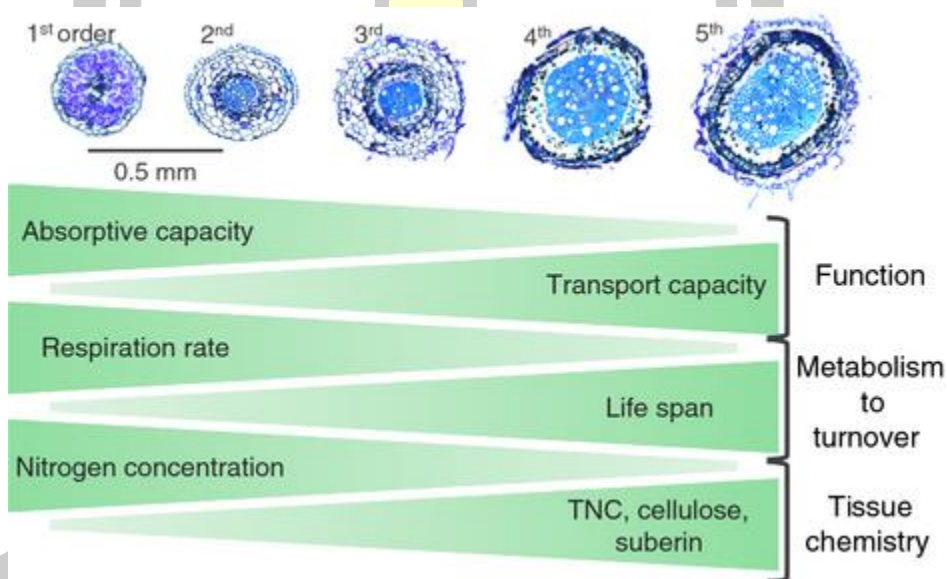 1st order
2nd
3rd
4th
5th
0.5 mm
Absorptive capacity
Transport capacity
Function
Respiration rate
Life span
Metabolism
to
turnover
Nitrogen concentration
TNC, cellulose,
suberin
Tissue
chemistry